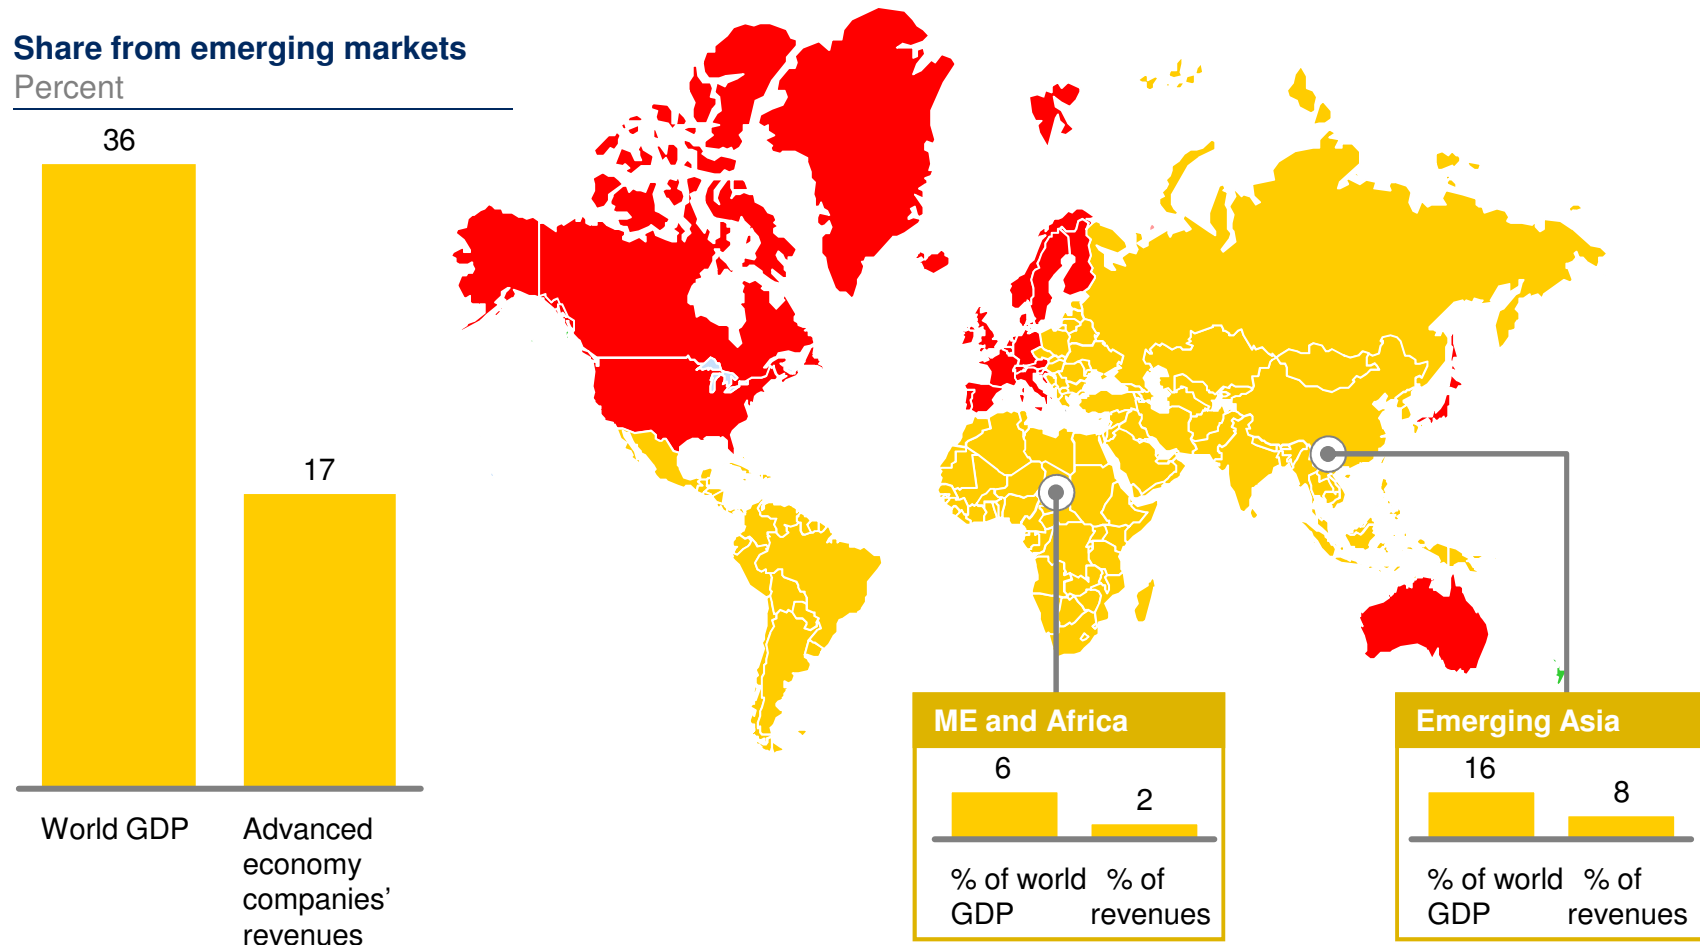 Share from emerging markets
Percent
36
17
World GDP
Advanced
economy
companies’
revenues
ME and Africa
6
2
% of world
GDP
% of
revenues
Emerging Asia
16
8
% of world
GDP
% of
revenues